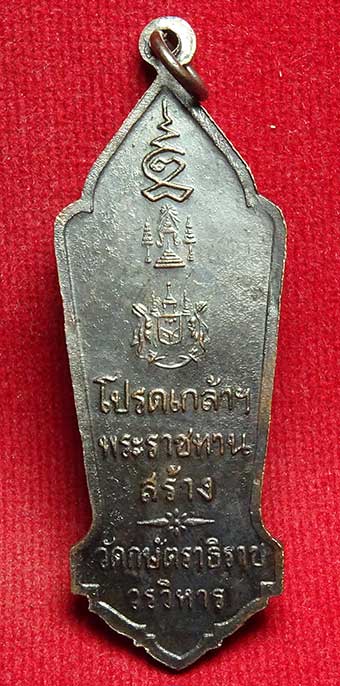 โปรดเกล้าฯ
พระราชทาน
สร้าง
วัดกษัตราธิราช
วรวิหาร